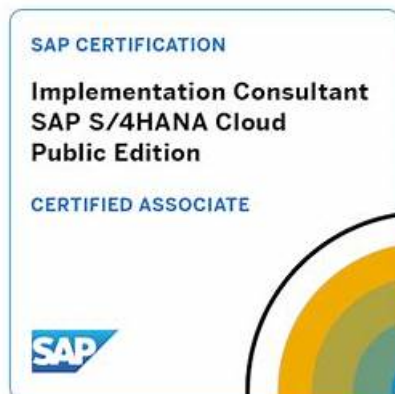 SAP CERTIFICATION
Implementation Consultant
SAP S/4HANA Cloud
Public Edition
CERTIFIED ASSOCIATE
SAP